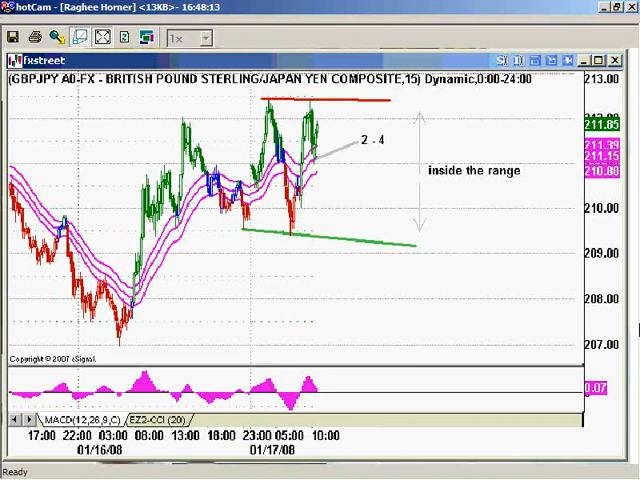 hotCam - [Raghee Horner] <13KB> - 16:48:13
1x
fxstreet
(GBPJPY A0-FX - BRITISH POUND STERLING/JAPAN YEN COMPOSITE,15) Dynamic,0:00-24:00
213.00
211.85
211.39
211.15
210.80
210.00
209.00
208.00
207.00
2 - 4
inside the range
Copyright © 2007 eSignal.
0.07
MACD(12,26,9,C) EZ2-CCI (20)
17:00 22:00 03:00 08:00 13:00 18:00 23:00 05:00 10:00
01/16/08 01/17/08
Ready